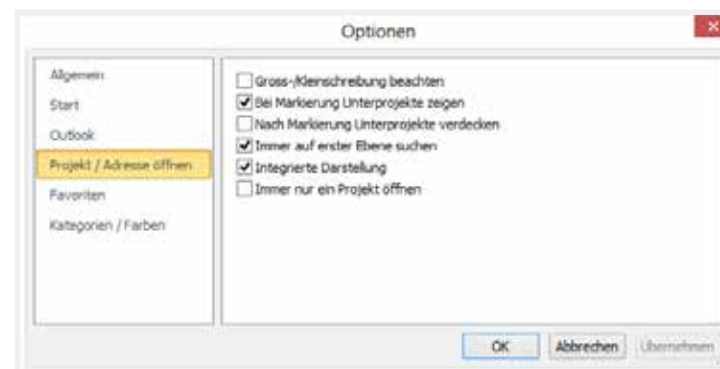 Optionen
Allgemein
Start
Outlook
Projekt / Adresse öffnen
Favoriten
Kategorien / Farben
Gross-/Kleinschreibung beachten
Bei Markierung Unterprojekte zeigen
Nach Markierung Unterprojekte verdecken
Immer auf erster Ebene suchen
Integrierte Darstellung
Immer nur ein Projekt öffnen
OK
Abbrechen
Übernehmen